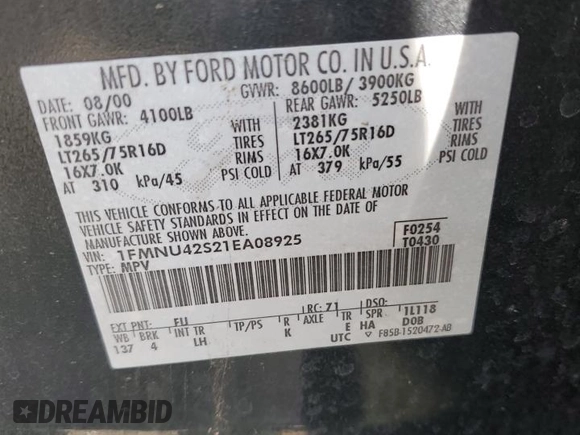 MFD. BY FORD MOTOR CO. IN U.S.A.
DATE: 08/00 GVWR: 8600LB/ 3900KG
FRONT GAWR: 4100LB REAR GAWR: 5250LB
1859KG WITH 2381KG WITH
LT265/75R16D TIRES LT265/75R16D TIRES
16X7.0K RIMS 16X7.0K RIMS
AT 310 kPa/45 PSI COLD AT 379 kPa/55 PSI COLD
THIS VEHICLE CONFORMS TO ALL APPLICABLE FEDERAL MOTOR
VEHICLE SAFETY STANDARDS IN EFFECT ON THE DATE OF
MANUFACTURE SHOWN ABOVE.
VIN: 1FMNU42S21EA08925 F0254
TYPE: MPV T0430
EXT PNT: FU RC: 71 DSO:
WB BRK INT TR TP/PS R AXLE TR SPR 1L118
137 4 LH K E HA DOB
UTC F85B-1520472-AB
DREAMBID